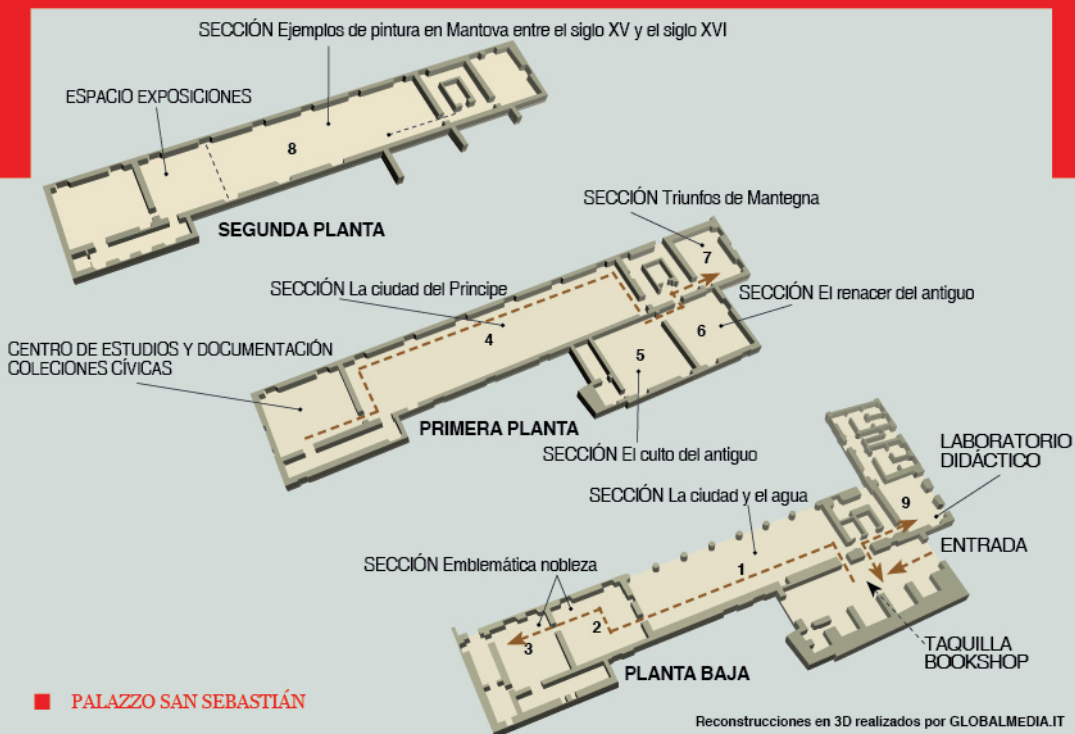 SECCIÓN Ejemplos de pintura en Mantova entre el siglo XV y el siglo XVI
ESPACIO EXPOSICIONES
8
SEGUNDA PLANTA
SECCIÓN Triunfos de Mantegna
7
SECCIÓN La ciudad del Principe
SECCIÓN El renacer del antiguo
4
6
5
CENTRO DE ESTUDIOS Y DOCUMENTACIÓN
COLECIONES CÍVICAS
PRIMERA PLANTA
SECCIÓN El culto del antiguo
LABORATORIO
DIDÁCTICO
SECCIÓN La ciudad y el agua
9
ENTRADA
SECCIÓN Emblemática nobleza
1
2
3
TAQUILLA
BOOKSHOP
PLANTA BAJA
PALAZZO SAN SEBASTIÁN
Reconstrucciones en 3D realizados por GLOBALMEDIA.IT